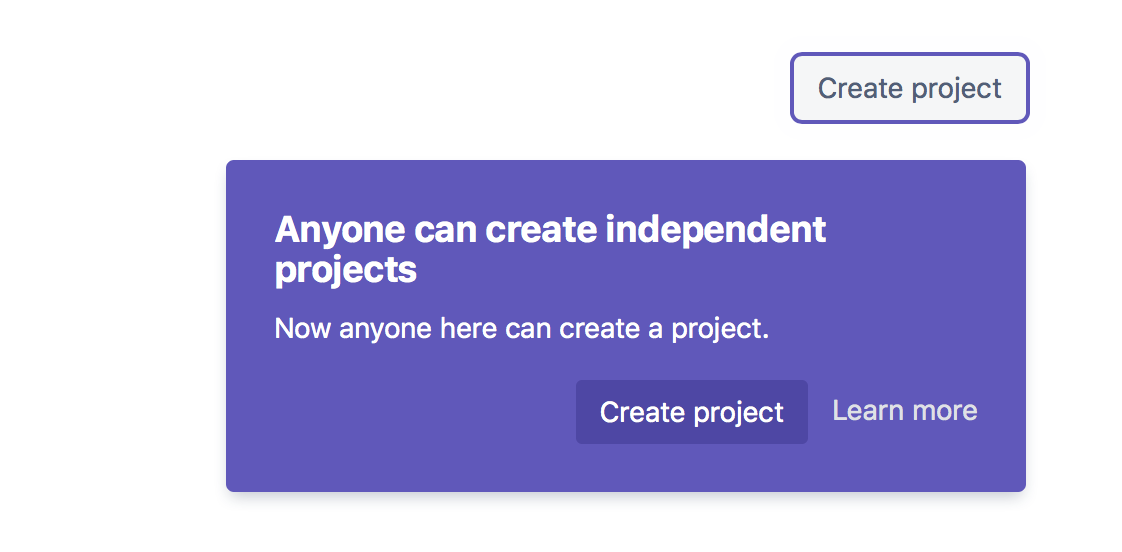 Create project
Anyone can create independent
projects
Now anyone here can create a project.
Create project
Learn more